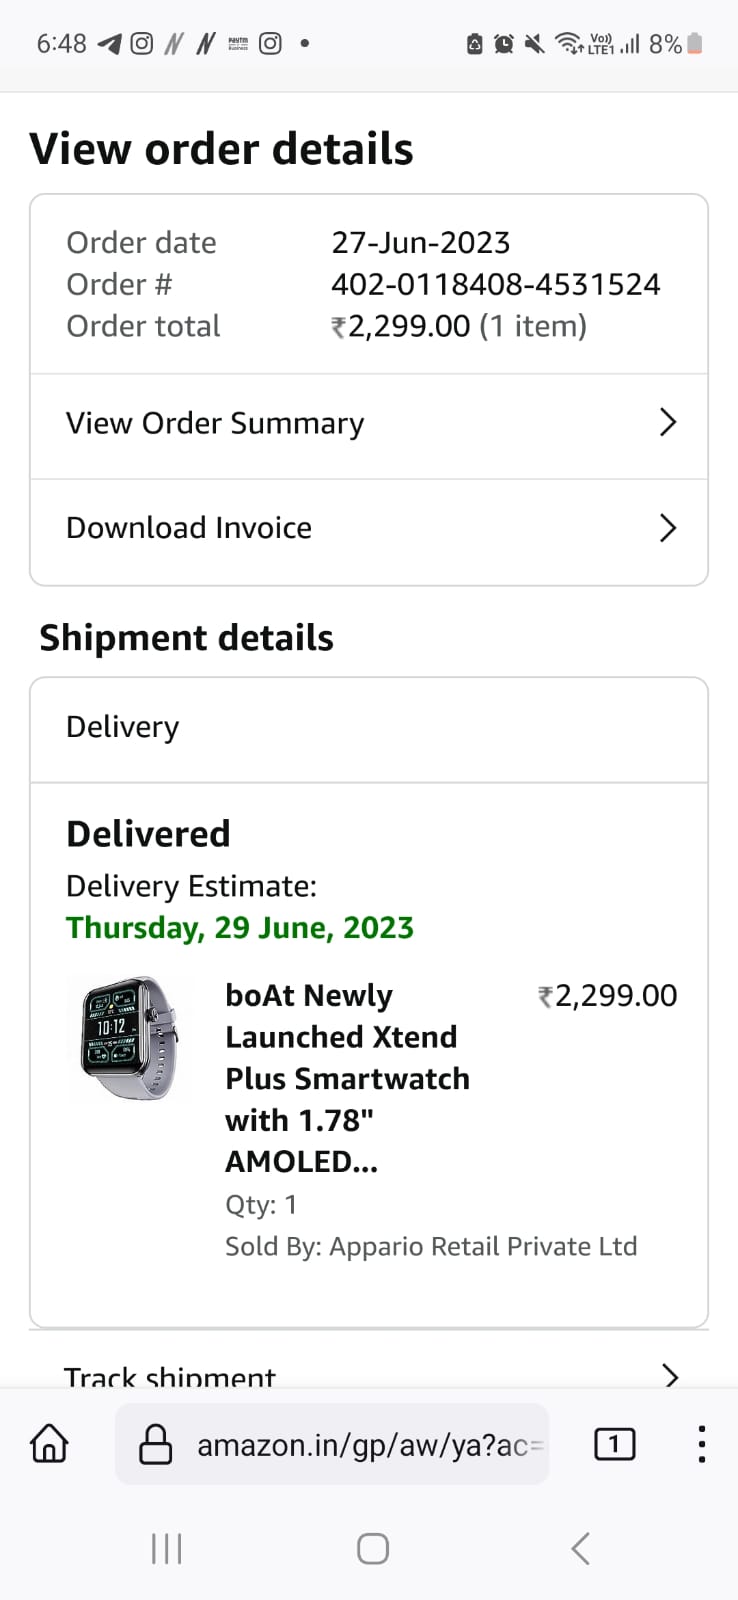 6:48
Paytm
Business
Vo))
LTE1
8%
View order details
Order date 27-Jun-2023
Order # 402-0118408-4531524
Order total ₹2,299.00 (1 item)
View Order Summary
Download Invoice
Shipment details
Delivery
Delivered
Delivery Estimate:
Thursday, 29 June, 2023
10:12
boAt Newly ₹2,299.00
Launched Xtend
Plus Smartwatch
with 1.78"
AMOLED...
Qty: 1
Sold By: Appario Retail Private Ltd
Track shipment
amazon.in/gp/aw/ya?ac=
1